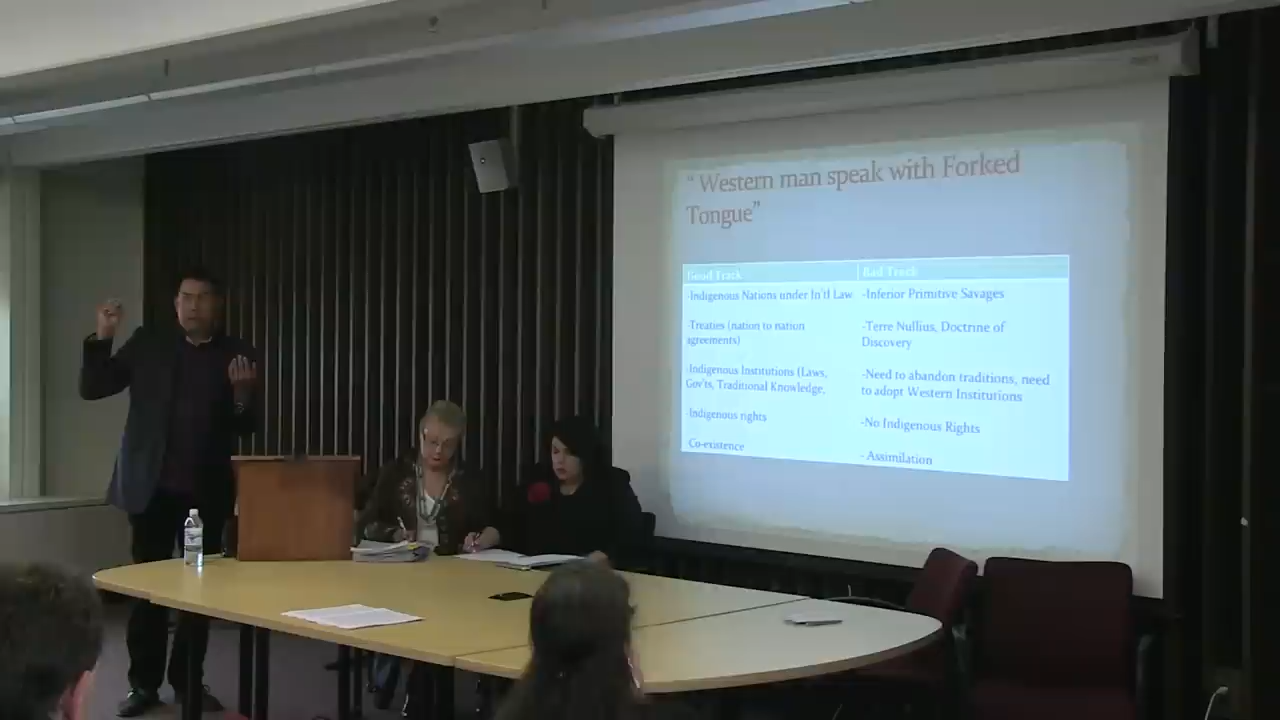 “ Western man speak with Forked
Tongue”
Good Track
Bad Track
-Indigenous Nations under In'tl Law
-Inferior Primitive Savages
-Treaties (nation to nation
agreements)
-Terre Nullius, Doctrine of
Discovery
-Indigenous Institutions (Laws,
Gov'ts, Traditional Knowledge,
-Need to abandon traditions, need
to adopt Western Institutions
-Indigenous rights
-No Indigenous Rights
Co-existence
- Assimilation